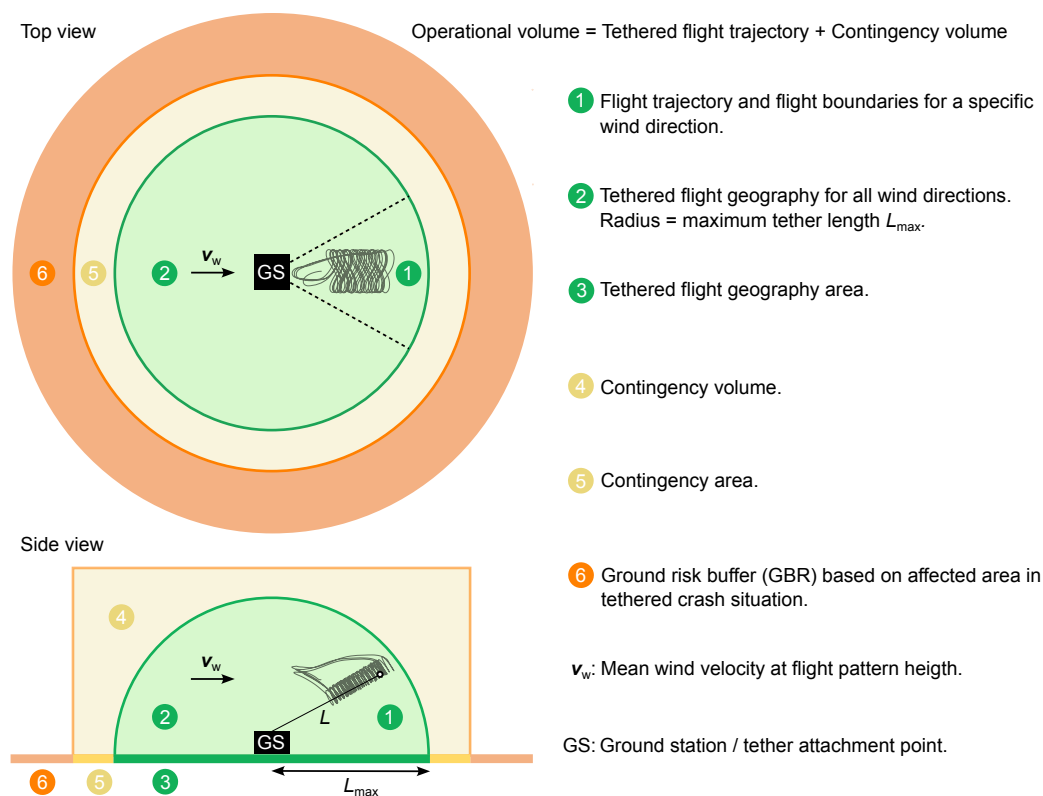 Top view
Operational volume = Tethered flight trajectory + Contingency volume
1 Flight trajectory and flight boundaries for a specific
wind direction.
2 Tethered flight geography for all wind directions.
Radius = maximum tether length Lmax.
3 Tethered flight geography area.
4 Contingency volume.
5 Contingency area.
6 Ground risk buffer (GBR) based on affected area in
tethered crash situation.
vw: Mean wind velocity at flight pattern heigth.
GS: Ground station / tether attachment point.
6 5 2 vw GS 1
Side view
4
vw
2 L 1
GS
6 5 3 Lmax